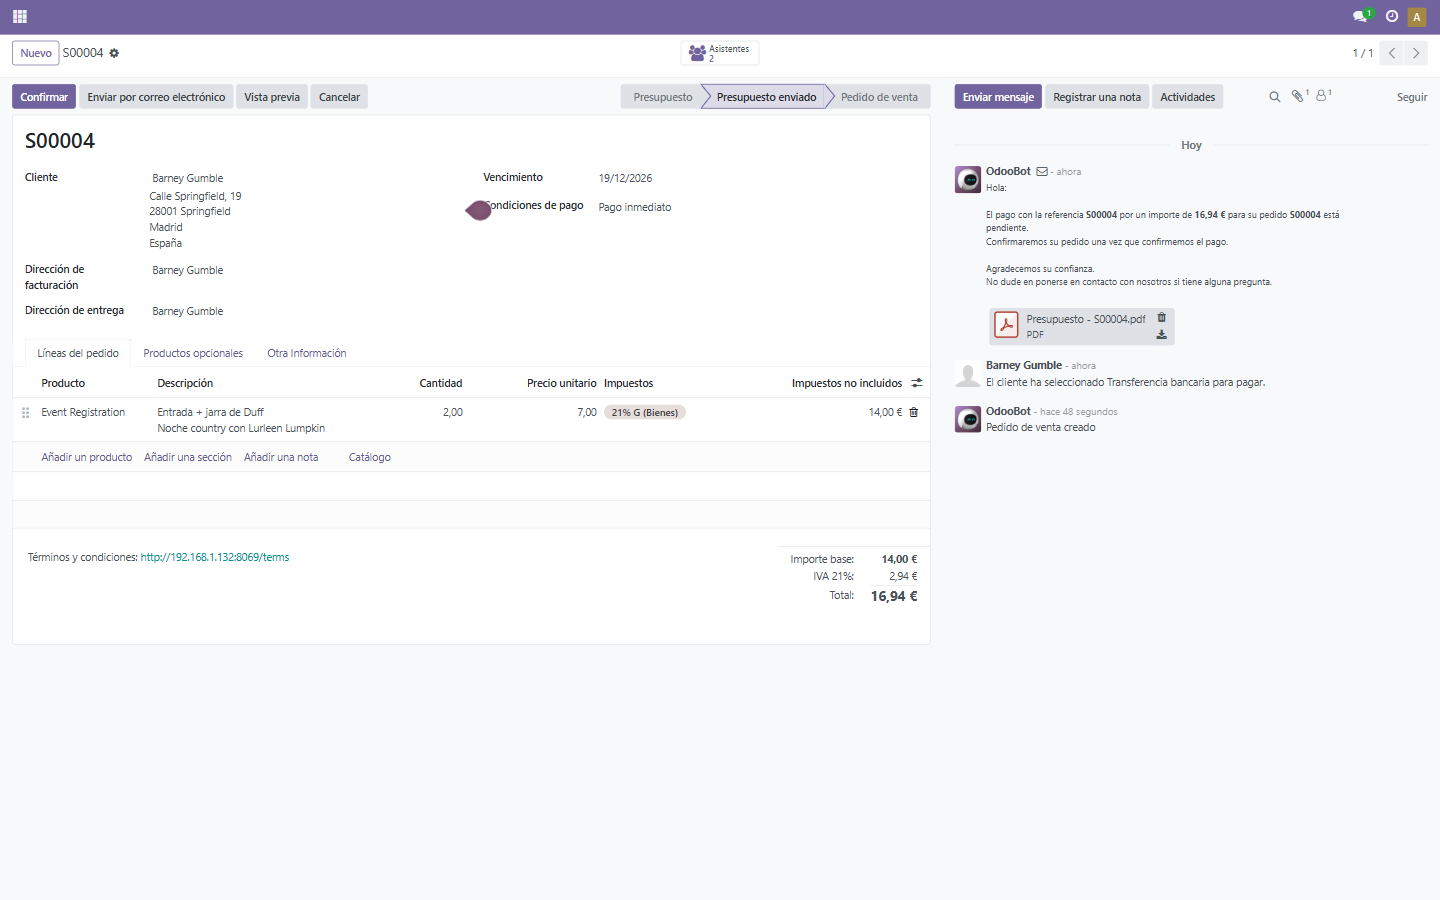 1
A
Nuevo
S00004
Asistentes
2
1 / 1
Confirmar
Enviar por correo electrónico
Vista previa
Cancelar
Presupuesto
Presupuesto enviado
Pedido de venta
Enviar mensaje
Registrar una nota
Actividades
1
1
Seguir
S00004
Cliente
Barney Gumble
Calle Springfield, 19
28001 Springfield
Madrid
España
Dirección de
facturación
Barney Gumble
Dirección de entrega
Barney Gumble
Vencimiento
19/12/2026
Condiciones de pago
Pago inmediato
Líneas del pedido
Productos opcionales
Otra Información
Producto
Descripción
Cantidad
Precio unitario
Impuestos
Impuestos no incluidos
Event Registration
Entrada + jarra de Duff
Noche country con Lurleen Lumpkin
2,00
7,00
21% G (Bienes)
14,00 €
Añadir un producto
Añadir una sección
Añadir una nota
Catálogo
Términos y condiciones: http://192.168.1.132:8069/terms
Importe base: 14,00 €
IVA 21%: 2,94 €
Total: 16,94 €
Hoy
OdooBot - ahora
Hola:
El pago con la referencia S00004 por un importe de 16,94 € para su pedido S00004 está
pendiente.
Confirmaremos su pedido una vez que confirmemos el pago.
Agradecemos su confianza.
No dude en ponerse en contacto con nosotros si tiene alguna pregunta.
Presupuesto - S00004.pdf
PDF
Barney Gumble - ahora
El cliente ha seleccionado Transferencia bancaria para pagar.
OdooBot - hace 48 segundos
Pedido de venta creado